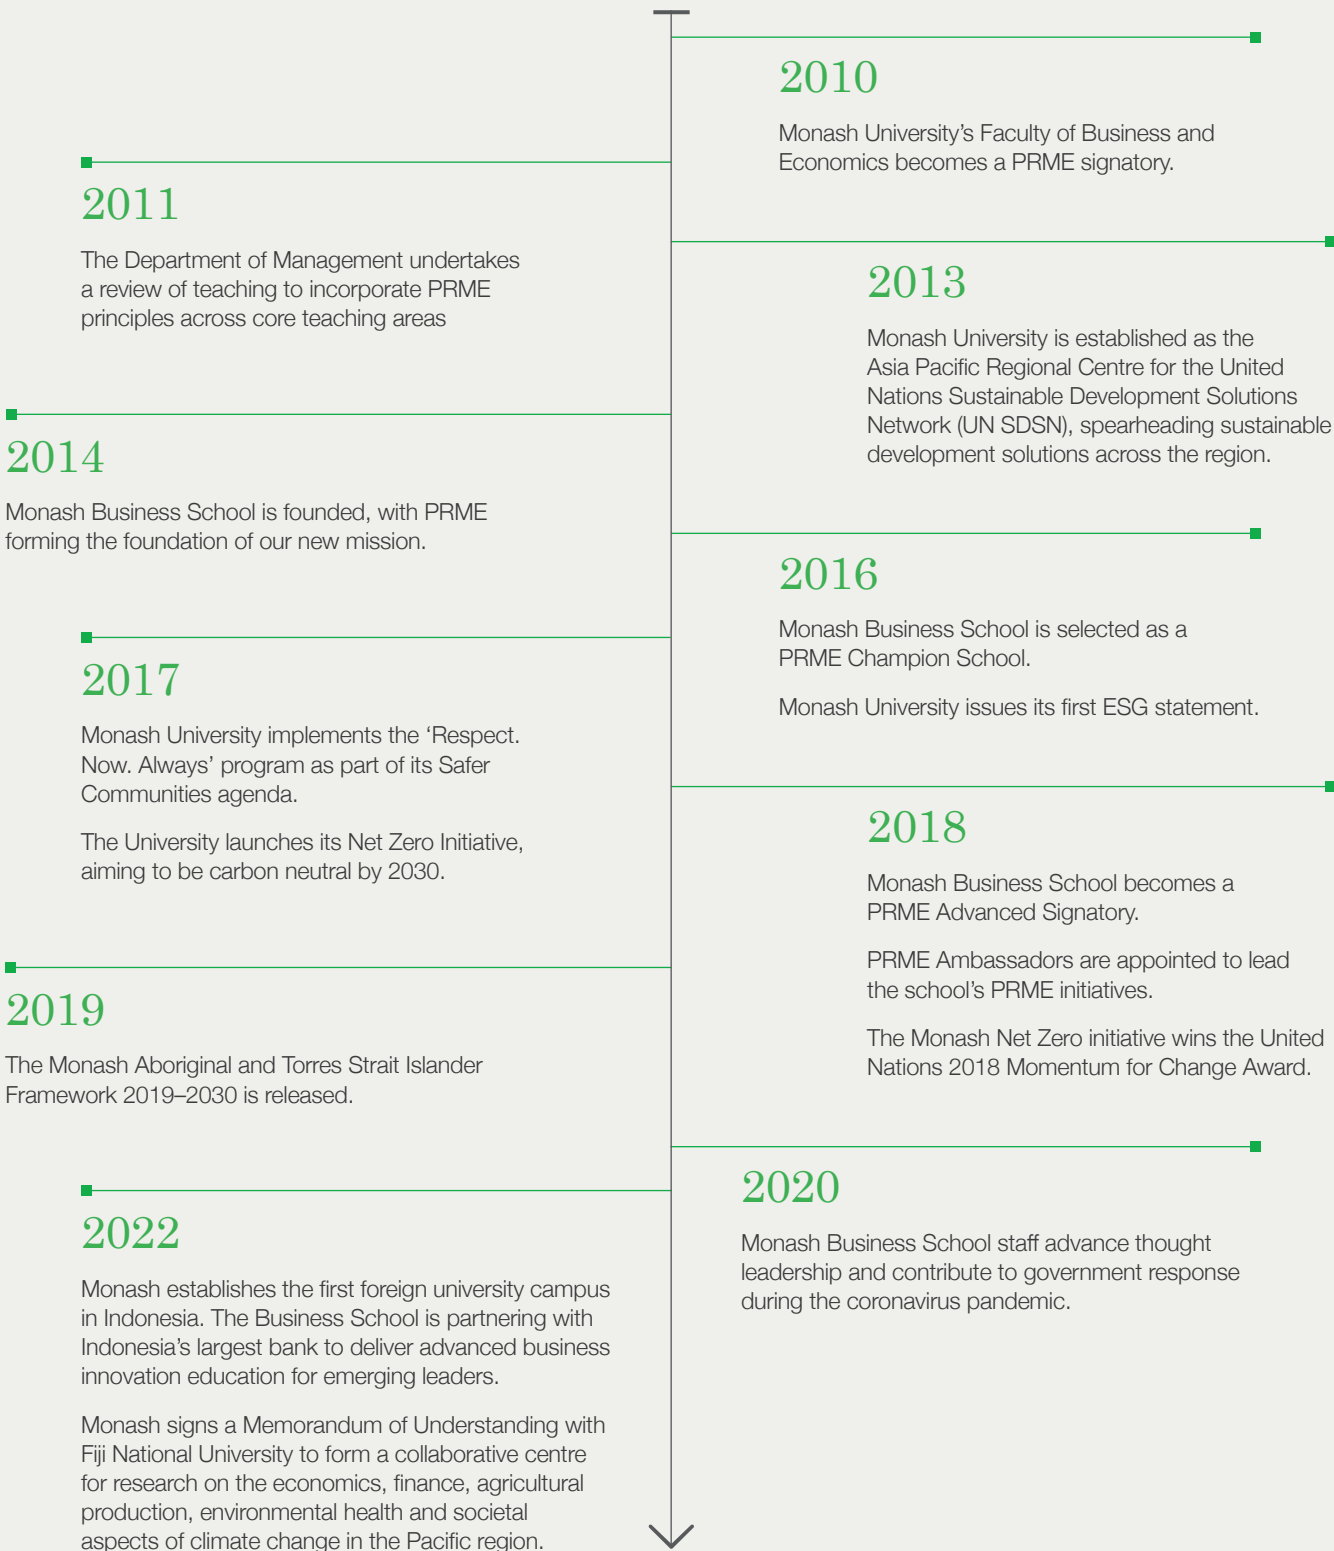 2010
Monash University’s Faculty of Business and
Economics becomes a PRME signatory.
2011
The Department of Management undertakes
a review of teaching to incorporate PRME
principles across core teaching areas
2013
Monash University is established as the
Asia Pacific Regional Centre for the United
Nations Sustainable Development Solutions
Network (UN SDSN), spearheading sustainable
development solutions across the region.
2014
Monash Business School is founded, with PRME
forming the foundation of our new mission.
2016
Monash Business School is selected as a
PRME Champion School.
Monash University issues its first ESG statement.
2017
Monash University implements the ‘Respect.
Now. Always’ program as part of its Safer
Communities agenda.
The University launches its Net Zero Initiative,
aiming to be carbon neutral by 2030.
2018
Monash Business School becomes a
PRME Advanced Signatory.
PRME Ambassadors are appointed to lead
the school’s PRME initiatives.
The Monash Net Zero initiative wins the United
Nations 2018 Momentum for Change Award.
2019
The Monash Aboriginal and Torres Strait Islander
Framework 2019–2030 is released.
2020
Monash Business School staff advance thought
leadership and contribute to government response
during the coronavirus pandemic.
2022
Monash establishes the first foreign university campus
in Indonesia. The Business School is partnering with
Indonesia’s largest bank to deliver advanced business
innovation education for emerging leaders.
Monash signs a Memorandum of Understanding with
Fiji National University to form a collaborative centre
for research on the economics, finance, agricultural
production, environmental health and societal
aspects of climate change in the Pacific region.